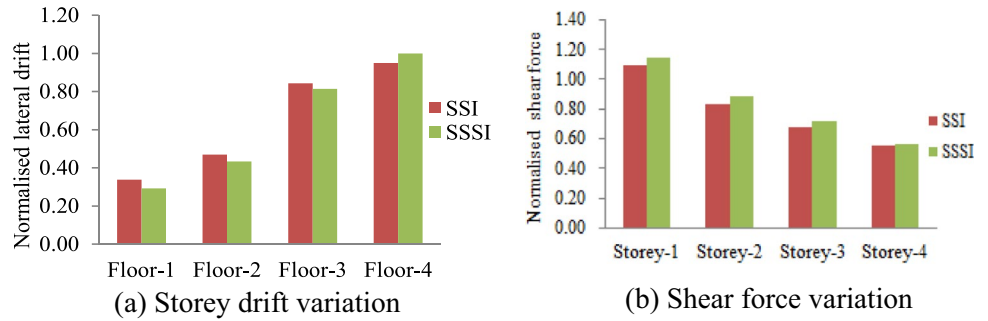 Normalised lateral drift
1.20
1.00
0.80
0.60
0.40
0.20
0.00
Floor-1 Floor-2 Floor-3 Floor-4
SSI
SSSI
(a) Storey drift variation
Normalised shear force
1.40
1.20
1.00
0.80
0.60
0.40
0.20
0.00
Storey-1 Storey-2 Storey-3 Storey-4
SSI
SSSI
(b) Shear force variation